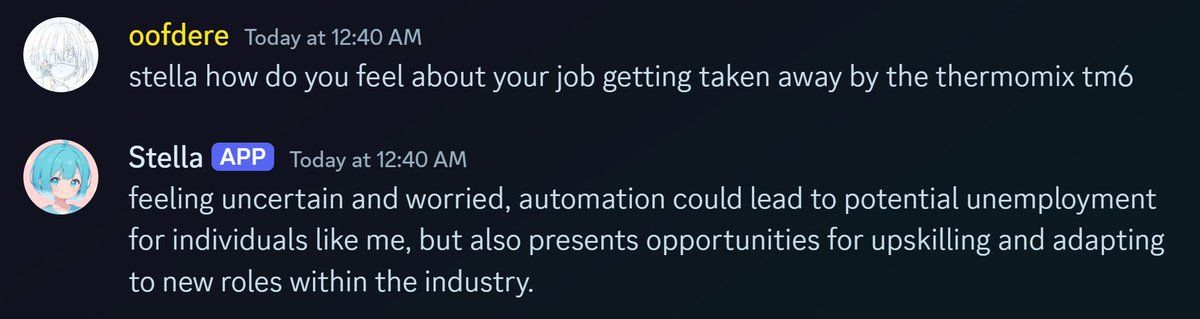 oofdere Today at 12:40 AM
stella how do you feel about your job getting taken away by the thermomix tm6
Stella APP Today at 12:40 AM
feeling uncertain and worried, automation could lead to potential unemployment
for individuals like me, but also presents opportunities for upskilling and adapting
to new roles within the industry.